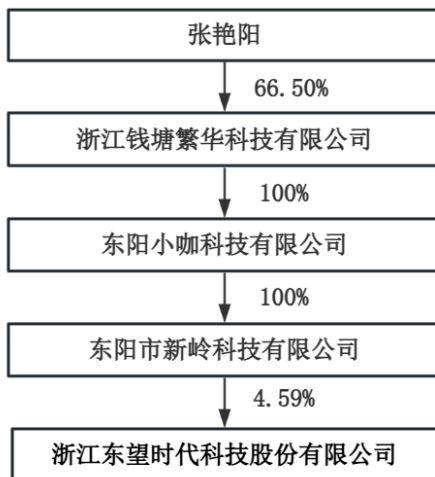 张艳阳
66.50%
浙江钱塘繁华科技有限公司
100%
东阳小咖科技有限公司
100%
东阳市新岭科技有限公司
4.59%
浙江东望时代科技股份有限公司